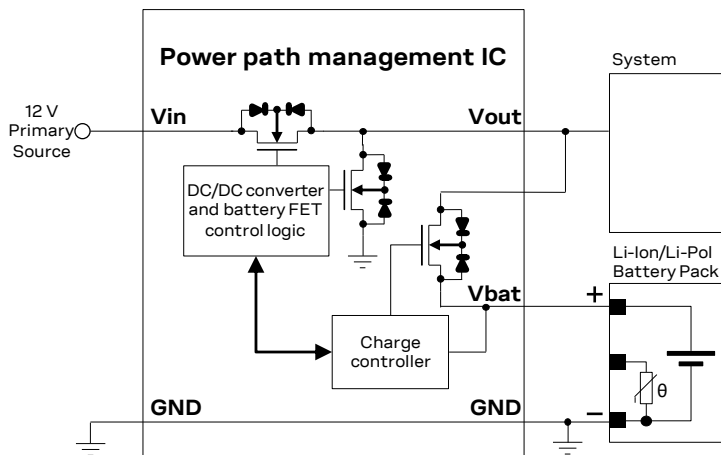 Power path management IC
System
12 V
Primary
Source
Vin
Vout
DC/DC converter
and battery FET
control logic
Li-Ion/Li-Pol
Battery Pack
Vbat
+
Charge
controller
θ
GND
GND
–